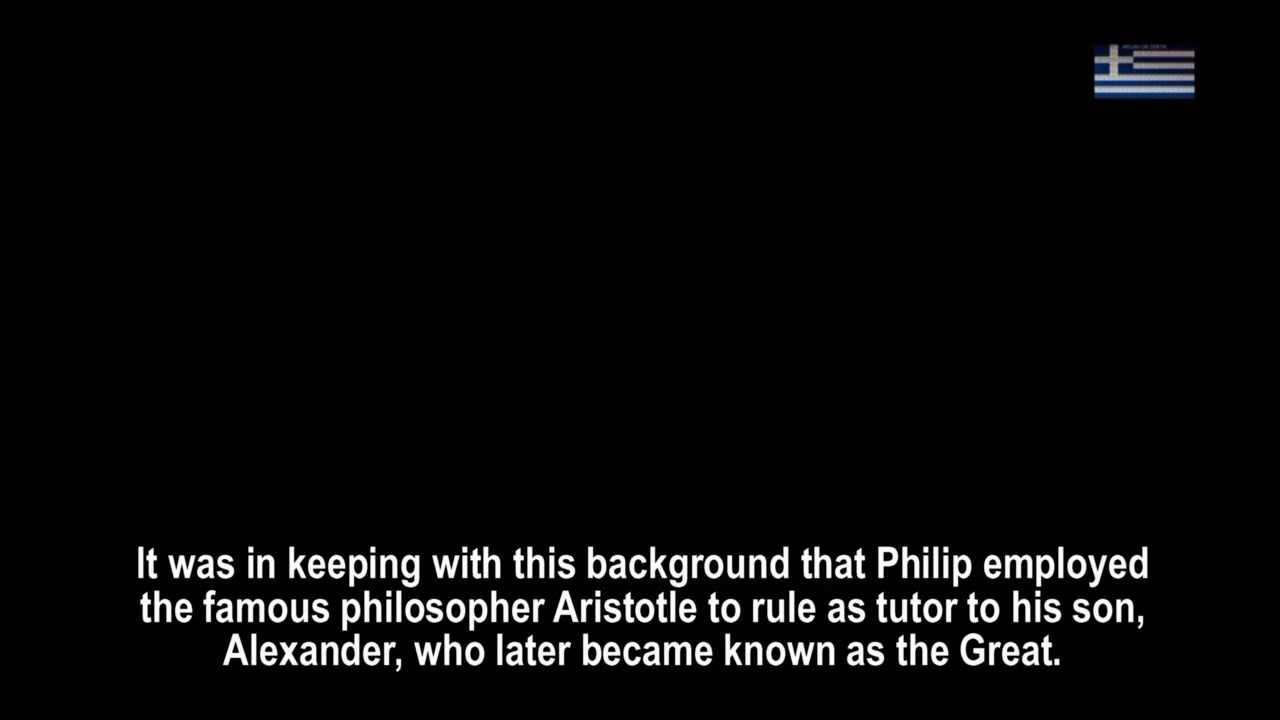 It was in keeping with this background that Philip employed
the famous philosopher Aristotle to rule as tutor to his son,
Alexander, who later became known as the Great.